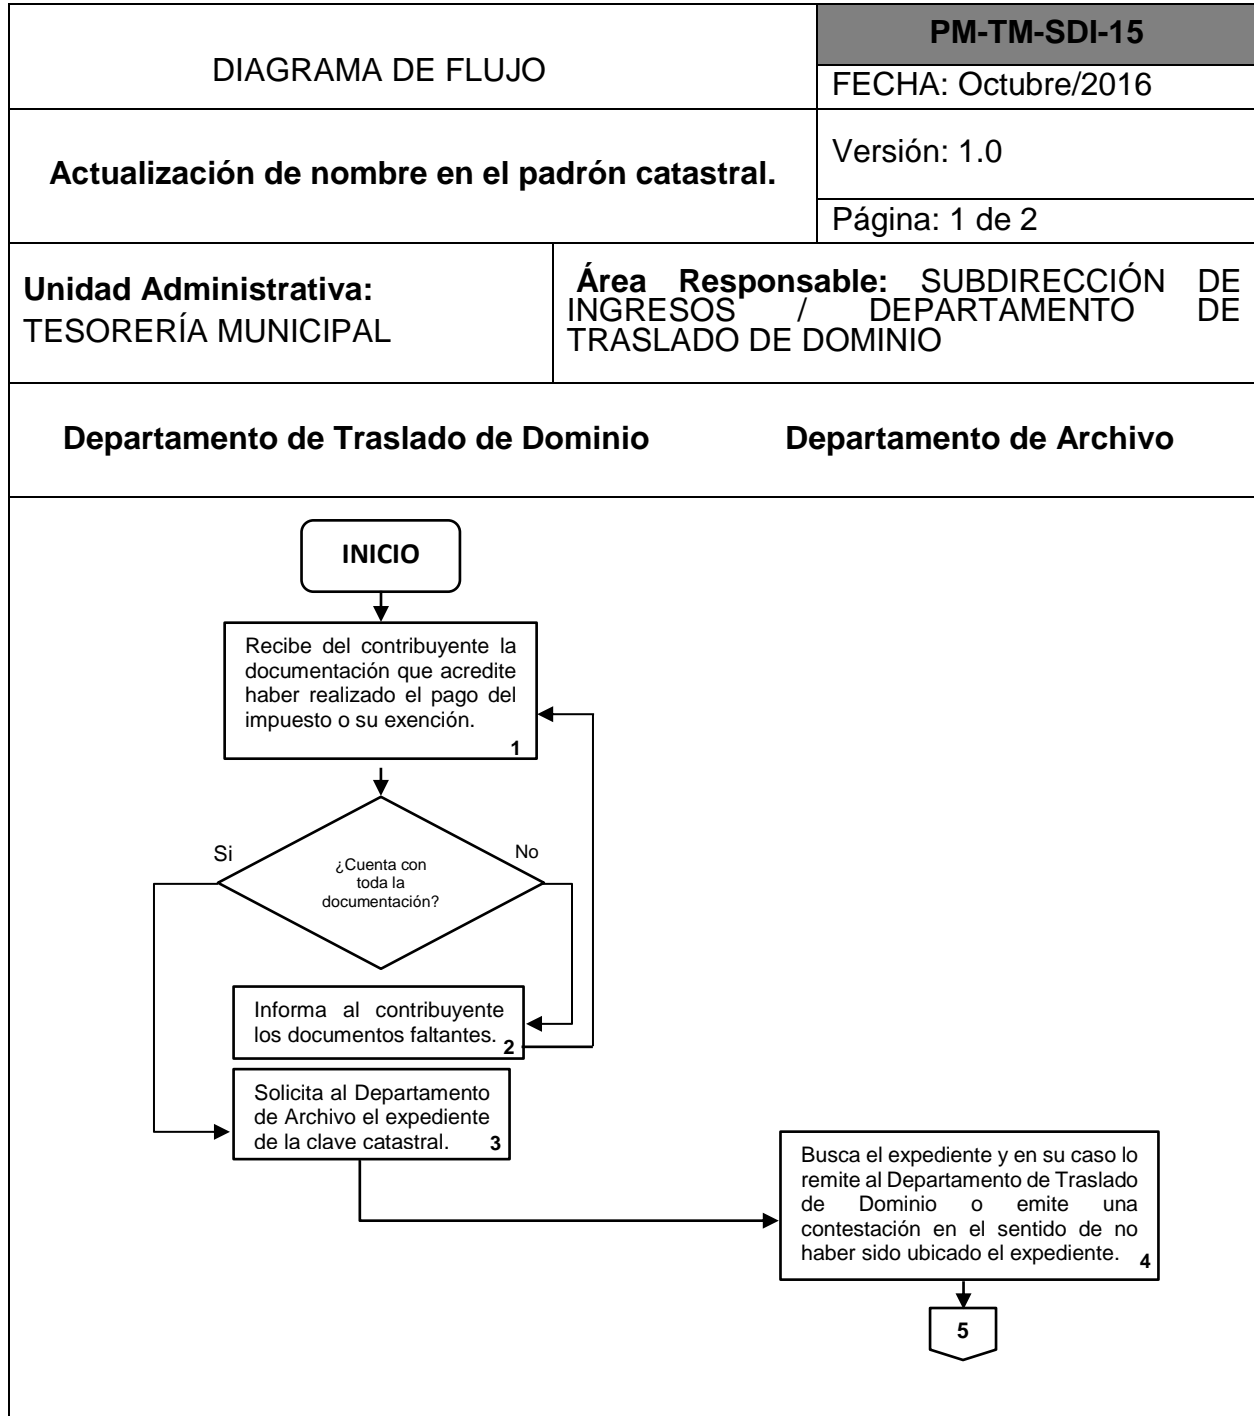 DIAGRAMA DE FLUJO
PM-TM-SDI-15
FECHA: Octubre/2016
Actualización de nombre en el padrón catastral.
Versión: 1.0
Página: 1 de 2
Unidad Administrativa:
TESORERÍA MUNICIPAL
Área Responsable: SUBDIRECCIÓN DE
INGRESOS / DEPARTAMENTO DE
TRASLADO DE DOMINIO
Departamento de Traslado de Dominio
Departamento de Archivo
INICIO
Recibe del contribuyente la
documentación que acredite
haber realizado el pago del
impuesto o su exención.
1
Si
¿Cuenta con
toda la
documentación?
No
Informa al contribuyente
los documentos faltantes.
2
Solicita al Departamento
de Archivo el expediente
de la clave catastral.
3
Busca el expediente y en su caso lo
remite al Departamento de Traslado
de Dominio o emite una
contestación en el sentido de no
haber sido ubicado el expediente.
4
5